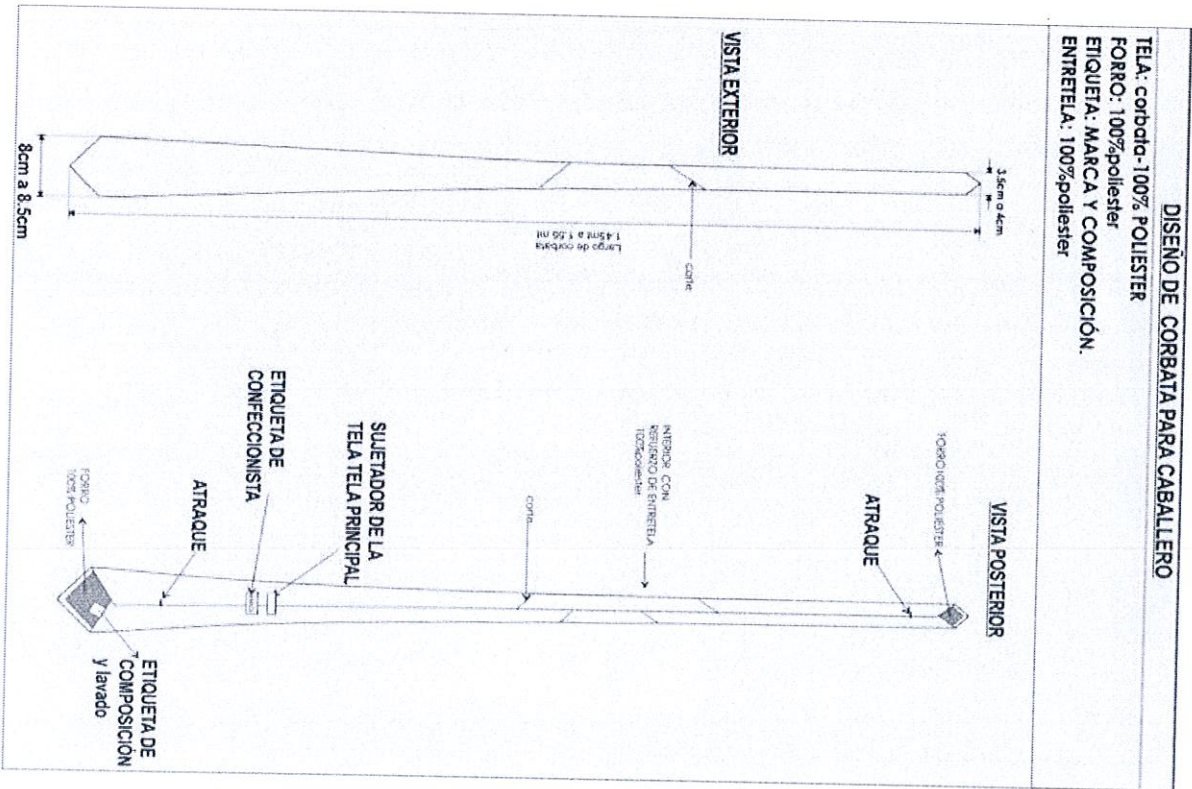 DISEÑO DE CORBATA PARA CABALLERO
TELA: corbata-100% POLIESTER
FORRO: 100%poliester
ETIQUETA: MARCA Y COMPOSICIÓN.
ENTRETELA: 100%poliester
VISTA EXTERIOR
3.5cm a 4cm
corte
Largo de corbata
1.45mt a 1.55 mt
8cm a 8.5cm
VISTA POSTERIOR
FORRO 100% POLIESTER
ATRAQUE
INTERIOR CON
REFUERZO DE ENTRETELA
100%poliester
corte
SUJETADOR DE LA
TELA TELA PRINCIPAL
ETIQUETA DE
CONFECCIONISTA
ATRAQUE
FORRO
100% POLIESTER
ETIQUETA DE
COMPOSICIÓN
y lavado